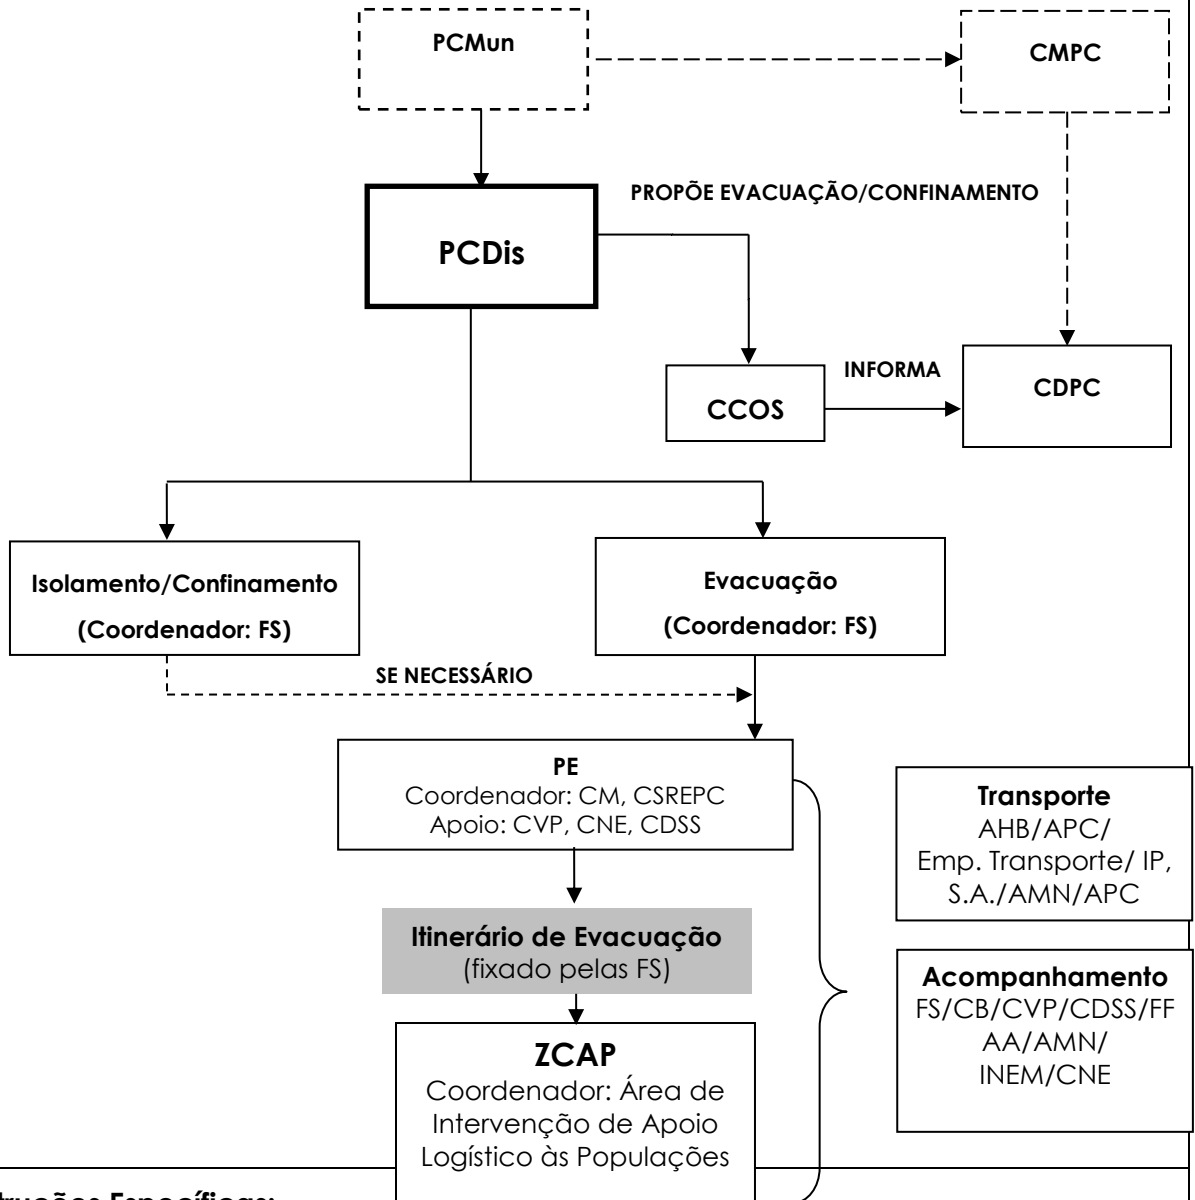 PCMun
CMPC
PROPÕE EVACUAÇÃO/CONFINAMENTO
PCDis
INFORMA
CCOS
CDPC
Isolamento/Confinamento
(Coordenador: FS)
Evacuação
(Coordenador: FS)
SE NECESSÁRIO
PE
Coordenador: CM, CSREPC
Apoio: CVP, CNE, CDSS
Transporte
AHB/APC/
Emp. Transporte/ IP,
S.A./AMN/APC
Itinerário de Evacuação
(fixado pelas FS)
Acompanhamento
FS/CB/CVP/CDSS/FF
AA/AMN/
INEM/CNE
ZCAP
Coordenador: Área de
Intervenção de Apoio
Logístico às Populações
truções Específicas: